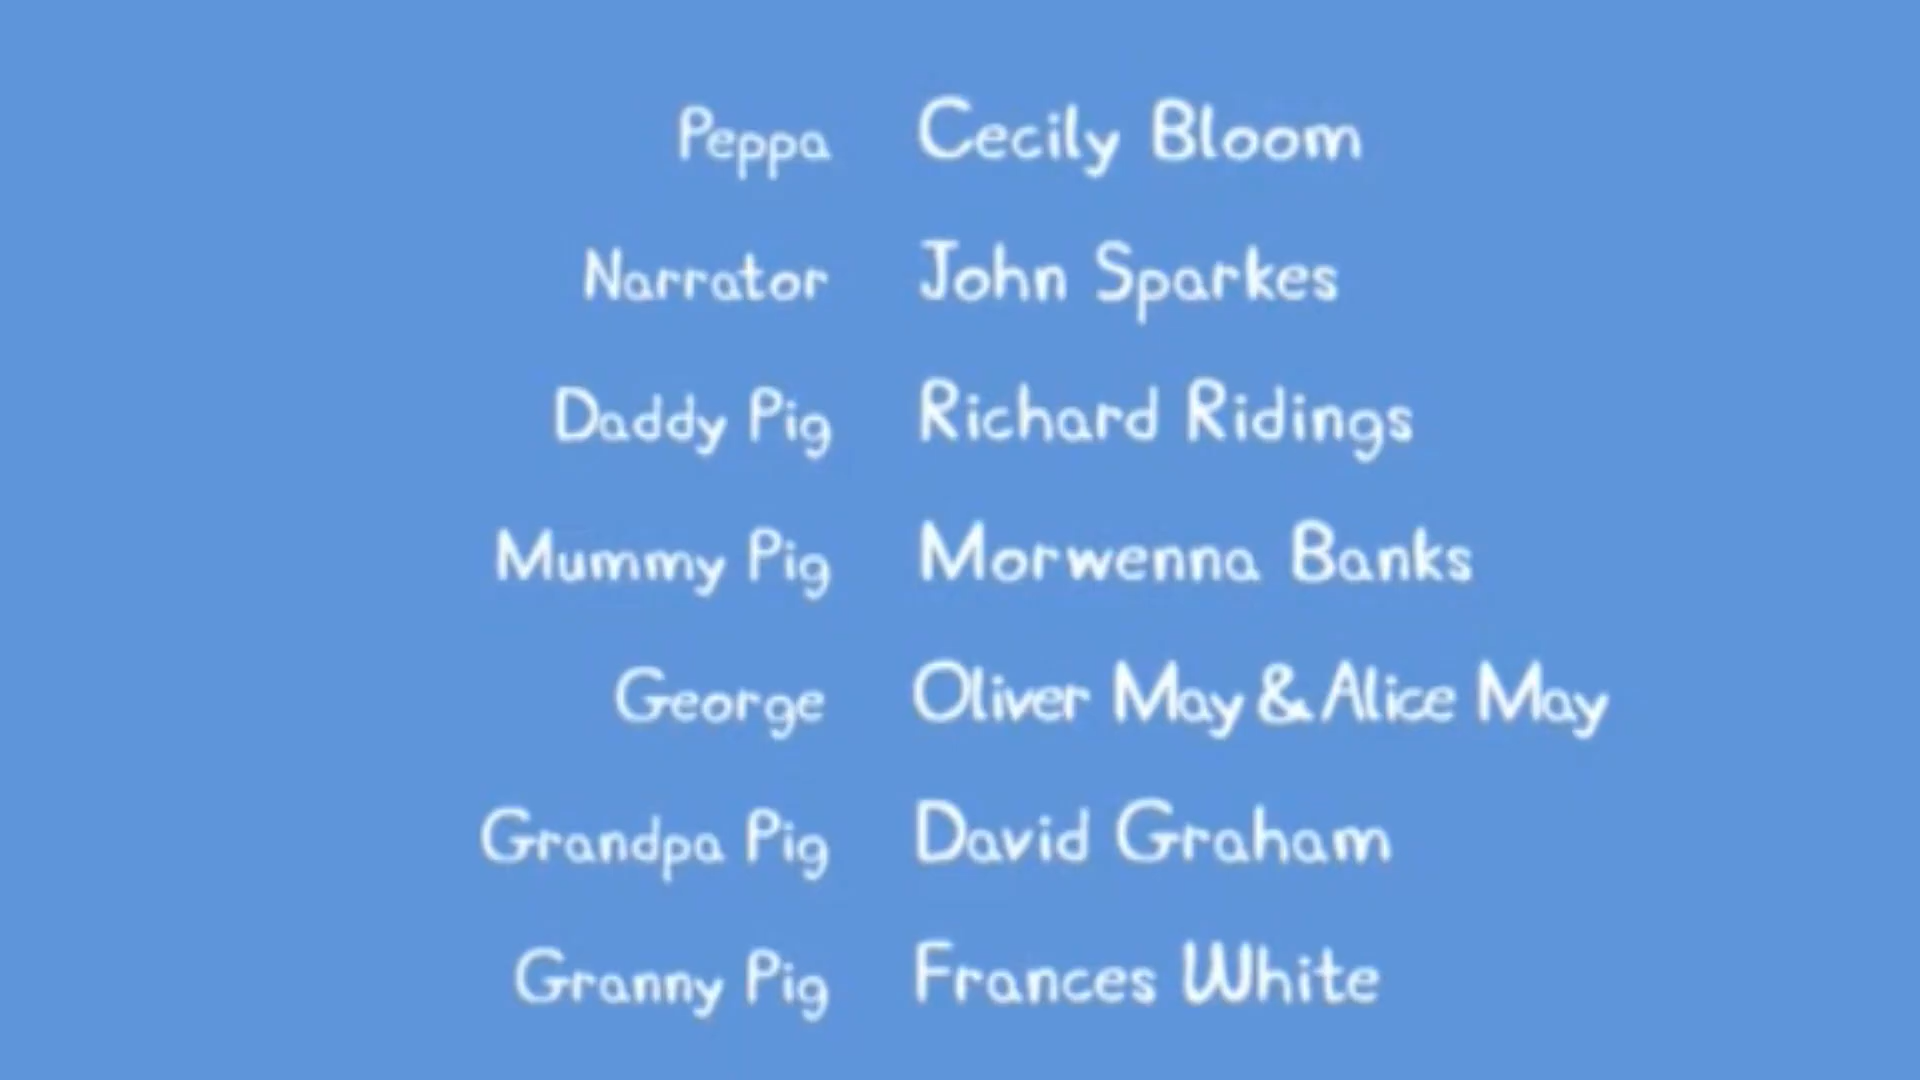 Peppa Cecily Bloom
Narrator John Sparkes
Daddy Pig Richard Ridings
Mummy Pig Morwenna Banks
George Oliver May & Alice May
Grandpa Pig David Graham
Granny Pig Frances White